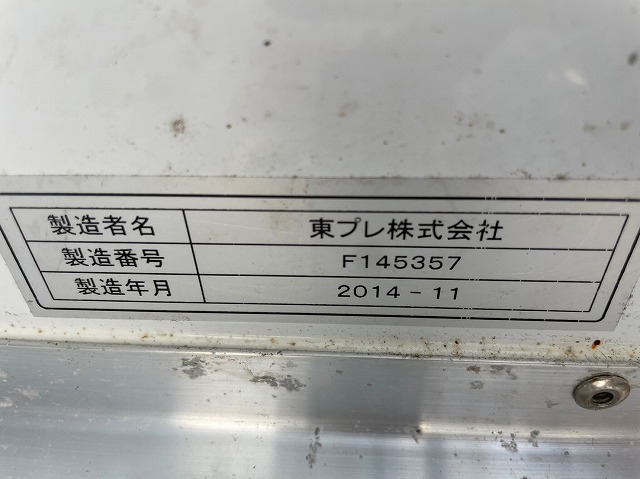 製造者名 東プレ株式会社
製造番号 F145357
製造年月 2014-11